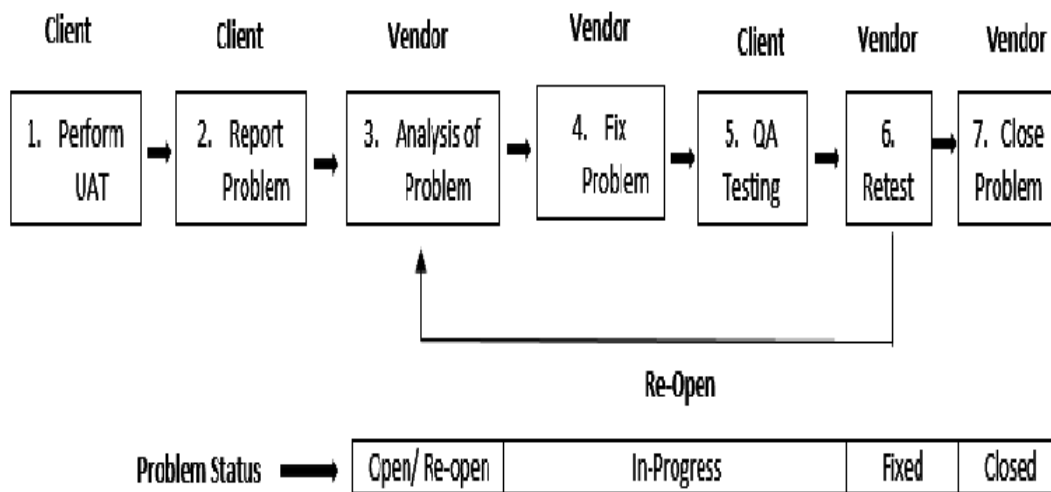 Client Client Vendor Vendor Client Vendor Vendor
1. Perform
UAT
2. Report
Problem
3. Analysis of
Problem
4. Fix
Problem
5. QA
Testing
6.
Retest
7. Close
Problem
Re-Open
Problem Status
Open/ Re-open
In-Progress
Fixed
Closed